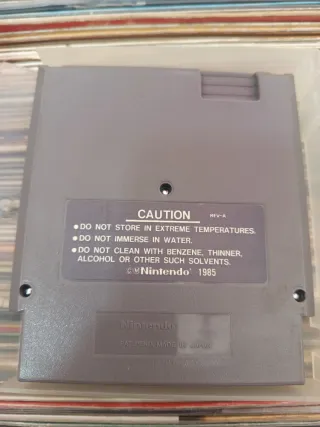 CAUTION
●DO NOT STORE IN EXTREME TEMPERATURES.
●DO NOT IMMERSE IN WATER.
●DO NOT CLEAN WITH BENZENE, THINNER,
ALCOHOL OR OTHER SUCH SOLVENTS.
©Nintendo® 1985
Nintendo